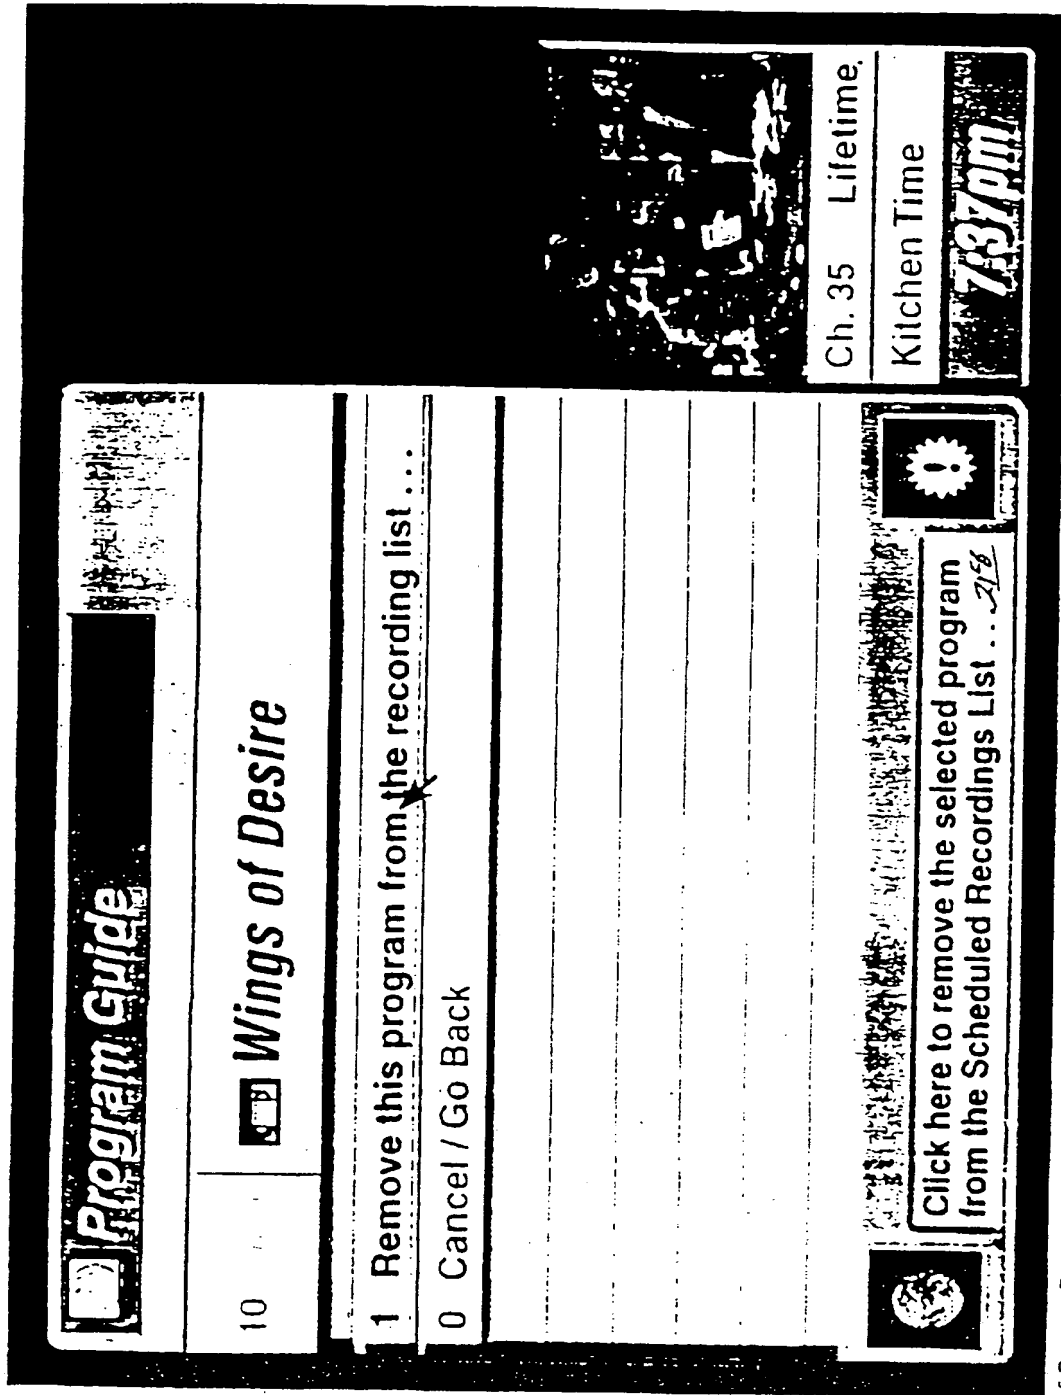 Program Guide
10 Wings of Desire
1 Remove this program from the recording list ...
0 Cancel / Go Back
Click here to remove the selected program
from the Scheduled Recordings List ... 218
Ch. 35 Lifetime
Kitchen Time
7:37pm